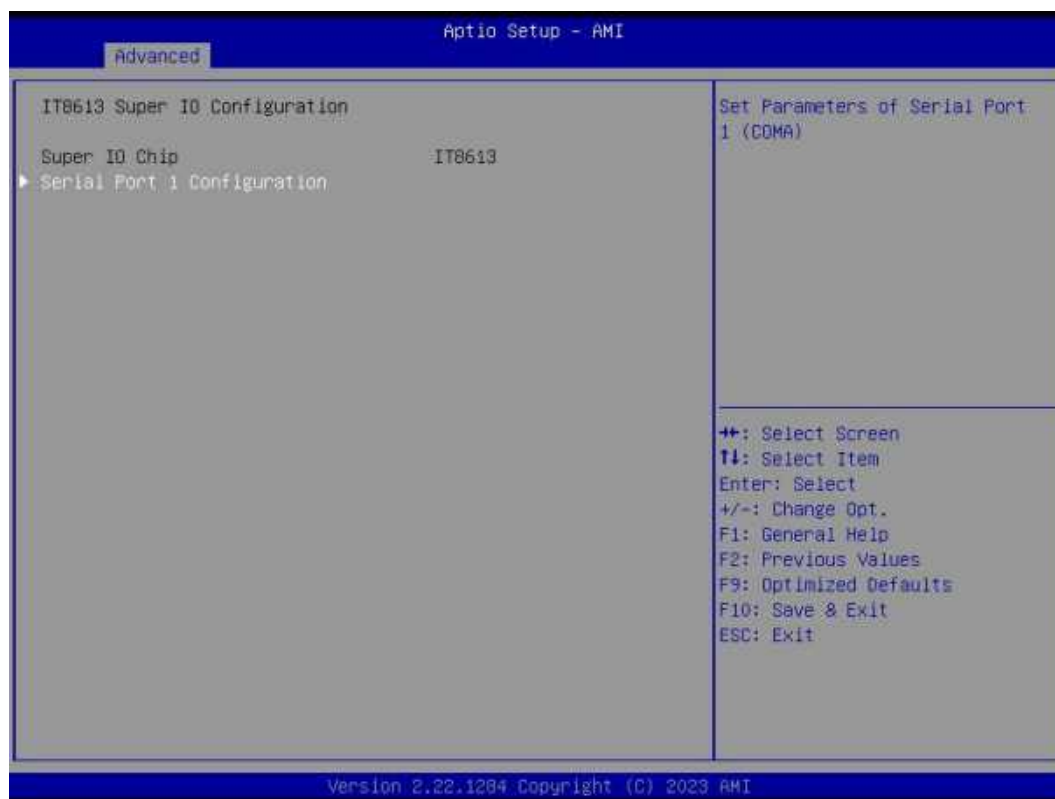 Aptio Setup - AMI
Advanced
IT8613 Super IO Configuration
Super IO Chip IT8613
Serial Port 1 Configuration
Set Parameters of Serial Port
1 (COMA)
→←: Select Screen
↑↓: Select Item
Enter: Select
+/-: Change Opt.
F1: General Help
F2: Previous Values
F9: Optimized Defaults
F10: Save & Exit
ESC: Exit
Version 2.22.1284 Copyright (C) 2023 AMI